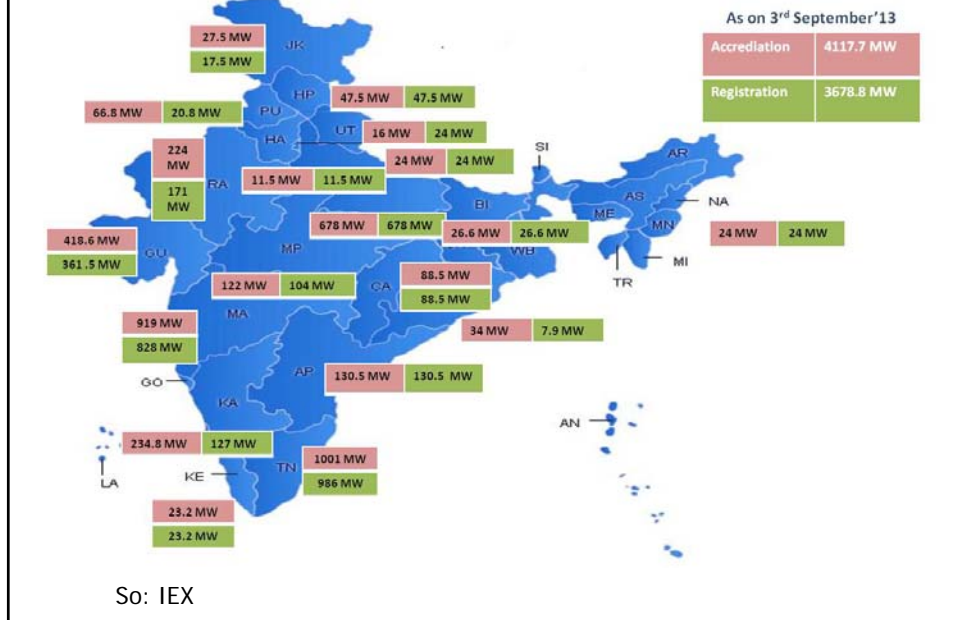 As on 3rd September'13
Accrediation 4117.7 MW
Registration 3678.8 MW
27.5 MW
17.5 MW
JK
HP
47.5 MW 47.5 MW
66.8 MW 20.8 MW
PU
UT
16 MW 24 MW
HA
224
MW
171
MW
24 MW 24 MW
RA
11.5 MW 11.5 MW
SI
AR
AS
NA
BI
ME
MN
678 MW 678 MW
26.6 MW 26.6 MW
24 MW 24 MW
418.6 MW
361.5 MW
GU
MP
WB
MI
TR
122 MW 104 MW
CA
88.5 MW
88.5 MW
MA
919 MW
828 MW
34 MW 7.9 MW
GO
AP
130.5 MW 130.5 MW
KA
AN
234.8 MW 127 MW
LA
KE
TN
1001 MW
986 MW
23.2 MW
23.2 MW
So: IEX